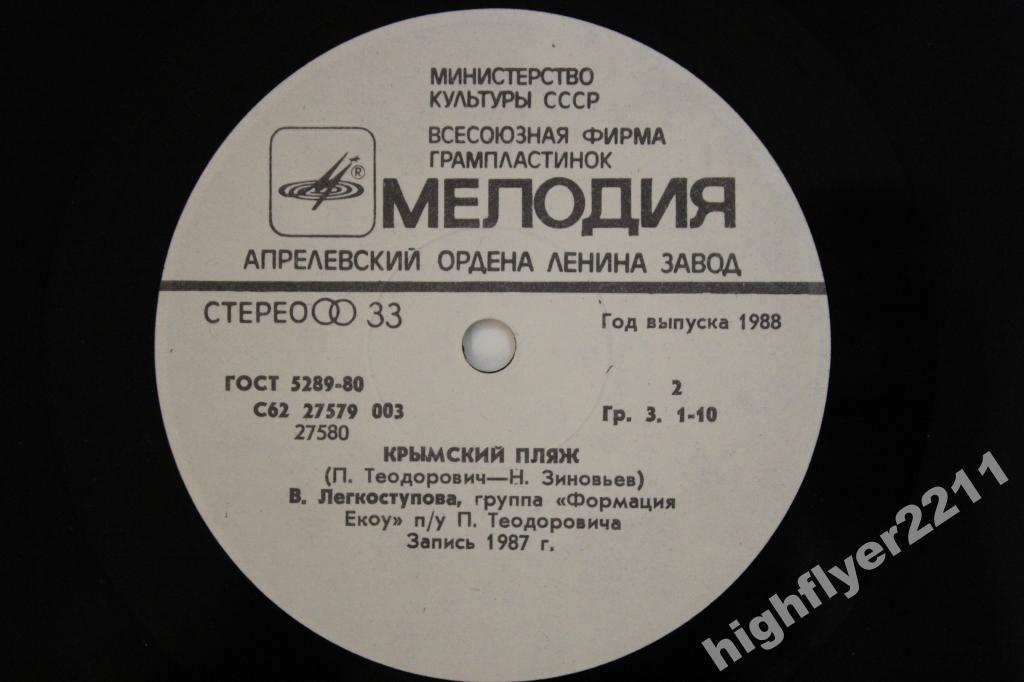 МИНИСТЕРСТВО
КУЛЬТУРЫ СССР
ВСЕСОЮЗНАЯ ФИРМА
ГРАМПЛАСТИНОК
®
МЕЛОДИЯ
АПРЕЛЕВСКИЙ ОРДЕНА ЛЕНИНА ЗАВОД
СТЕРЕО 33
Год выпуска 1988
ГОСТ 5289-80
2
С62 27579 003
Гр. 3. 1-10
27580
КРЫМСКИЙ ПЛЯЖ
(П. Теодорович—Н. Зиновьев)
В. Легкоступова, группа «Формация
Екоу» п/у П. Теодоровича
Запись 1987 г.
highflyer2211